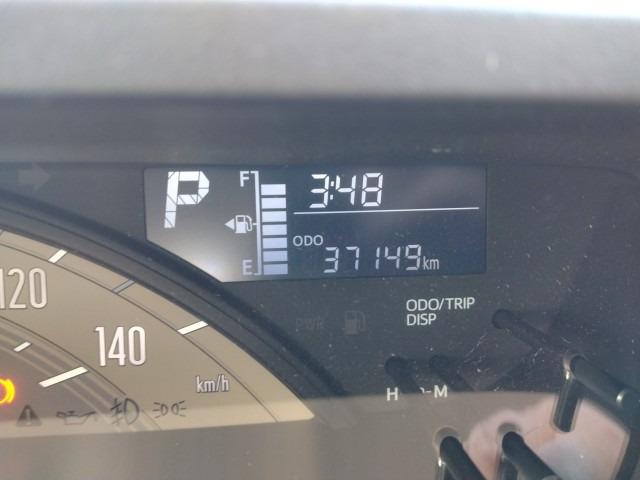 P
F
3:48
ODO
37149km
E
ODO/TRIP
DISP
PWR
120
140
km/h
H
M